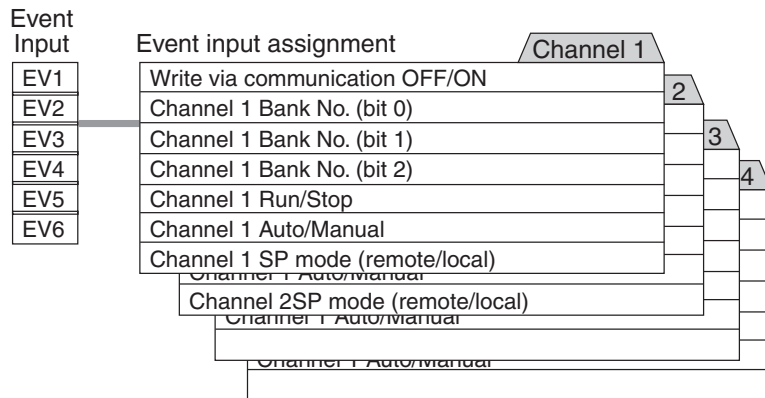 Event
Input
Event input assignment
Channel 1
EV1
Write via communication OFF/ON
2
EV2
Channel 1 Bank No. (bit 0)
EV3
Channel 1 Bank No. (bit 1)
3
EV4
Channel 1 Bank No. (bit 2)
4
EV5
Channel 1 Run/Stop
EV6
Channel 1 Auto/Manual
Channel 1 SP mode (remote/local)
Channel 1 Auto/Manual
Channel 2SP mode (remote/local)
Channel 1 Auto/Manual
Channel 1 Auto/Manual